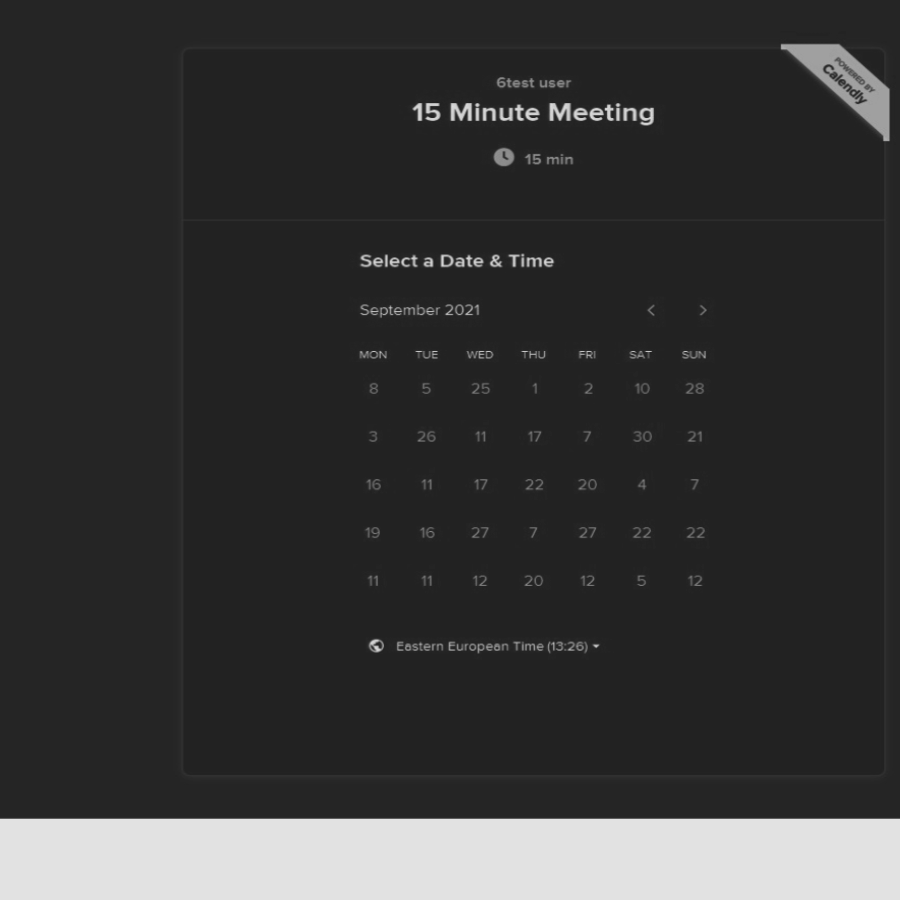 POWERED BY
Calendly
6test user
15 Minute Meeting
15 min
Select a Date & Time
September 2021
MON TUE WED THU FRI SAT SUN
8 5 25 1 2 10 28
3 26 11 17 7 30 21
16 11 17 22 20 4 7
19 16 27 7 27 22 22
11 11 12 20 12 5 12
Eastern European Time (13:26)